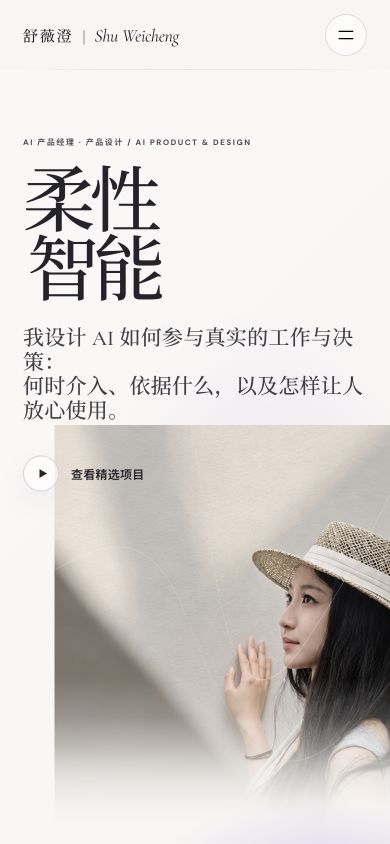 舒薇澄 | Shu Weicheng
AI 产品经理 · 产品设计 / AI PRODUCT & DESIGN
柔性
智能
我设计 AI 如何参与真实的工作与决
策：
何时介入、依据什么，以及怎样让人
放心使用。
查看精选项目